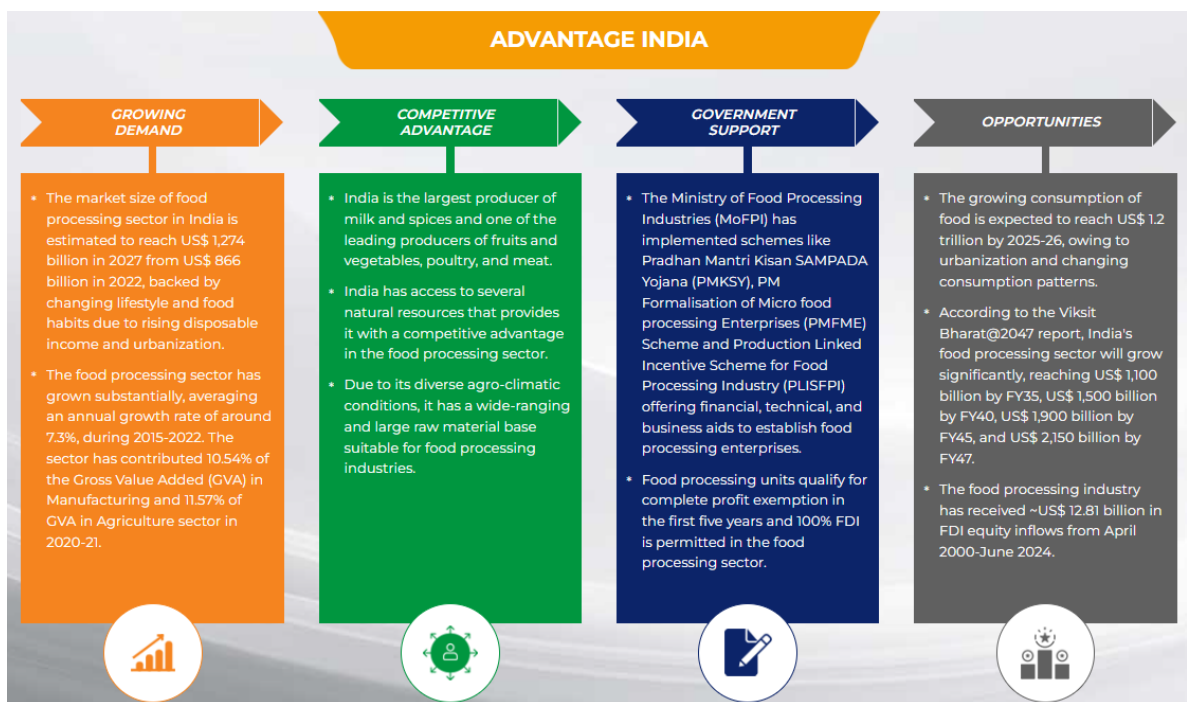 ADVANTAGE INDIA
GROWING
DEMAND
* The market size of food
processing sector in India is
estimated to reach US$ 1,274
billion in 2027 from US$ 866
billion in 2022, backed by
changing lifestyle and food
habits due to rising disposable
income and urbanization.
* The food processing sector has
grown substantially, averaging
an annual growth rate of around
7.3%, during 2015-2022. The
sector has contributed 10.54% of
the Gross Value Added (GVA) in
Manufacturing and 11.57% of
GVA in Agriculture sector in
2020-21.
COMPETITIVE
ADVANTAGE
* India is the largest producer of
milk and spices and one of the
leading producers of fruits and
vegetables, poultry, and meat.
* India has access to several
natural resources that provides
it with a competitive advantage
in the food processing sector.
* Due to its diverse agro-climatic
conditions, it has a wide-ranging
and large raw material base
suitable for food processing
industries.
GOVERNMENT
SUPPORT
* The Ministry of Food Processing
Industries (MoFPI) has
implemented schemes like
Pradhan Mantri Kisan SAMPADA
Yojana (PMKSY), PM
Formalisation of Micro food
processing Enterprises (PMFME)
Scheme and Production Linked
Incentive Scheme for Food
Processing Industry (PLISFPI)
offering financial, technical, and
business aids to establish food
processing enterprises.
* Food processing units qualify for
complete profit exemption in
the first five years and 100% FDI
is permitted in the food
processing sector.
OPPORTUNITIES
* The growing consumption of
food is expected to reach US$ 1.2
trillion by 2025-26, owing to
urbanization and changing
consumption patterns.
* According to the Viksit
Bharat@2047 report, India's
food processing sector will grow
significantly, reaching US$ 1,100
billion by FY35, US$ 1,500 billion
by FY40, US$ 1,900 billion by
FY45, and US$ 2,150 billion by
FY47.
* The food processing industry
has received ~US$ 12.81 billion in
FDI equity inflows from April
2000-June 2024.